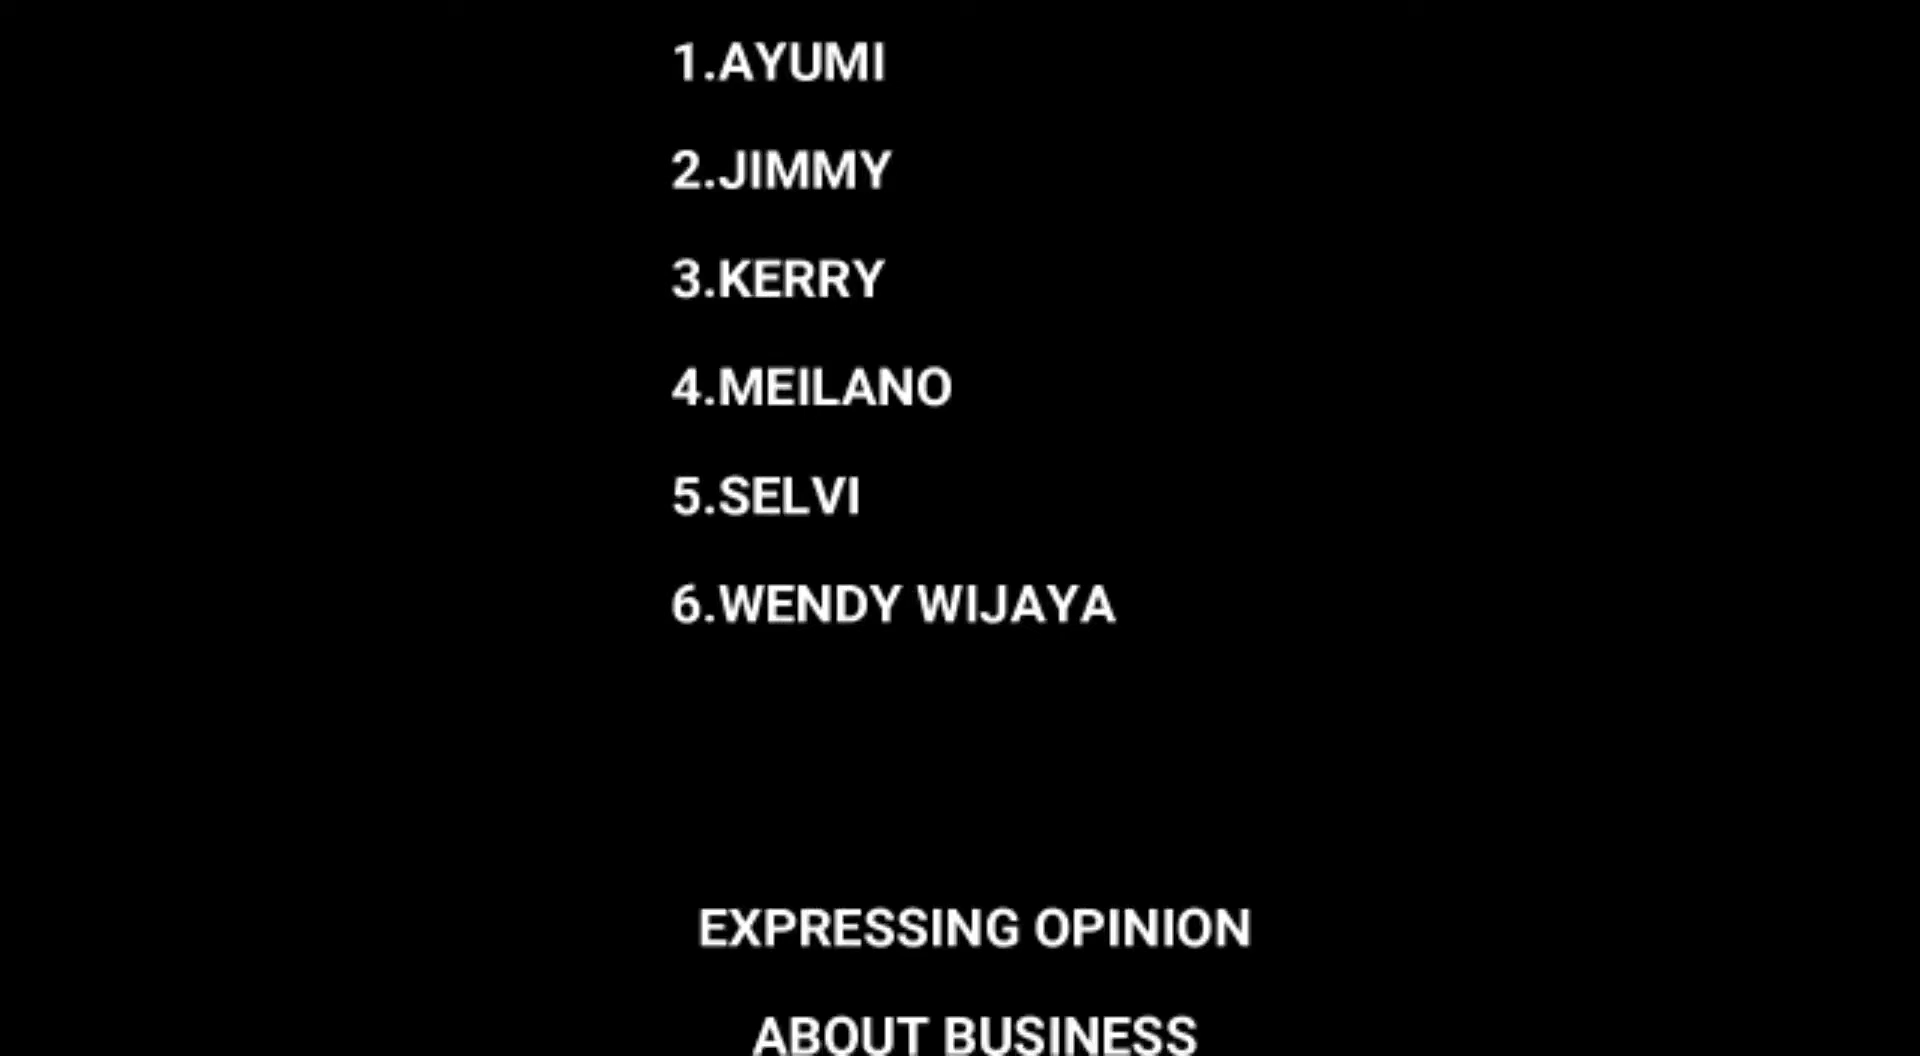 1.AYUMI
2.JIMMY
3.KERRY
4.MEILANO
5.SELVI
6.WENDY WIJAYA
EXPRESSING OPINION
ABOUT BUSINESS